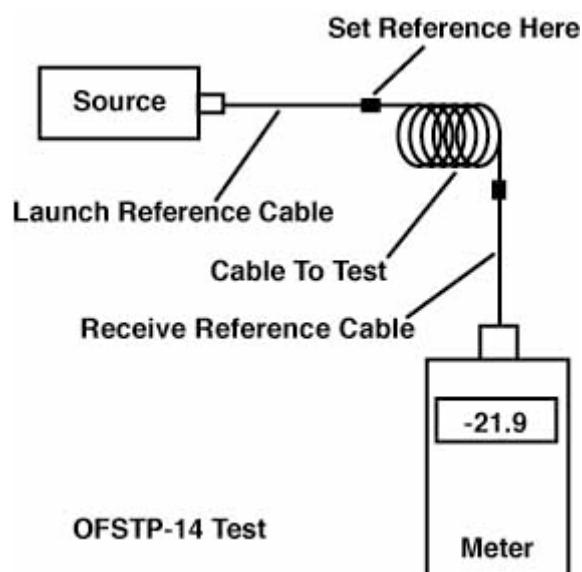 Set Reference Here
Source
Launch Reference Cable
Cable To Test
Receive Reference Cable
-21.9
OFSTP-14 Test
Meter